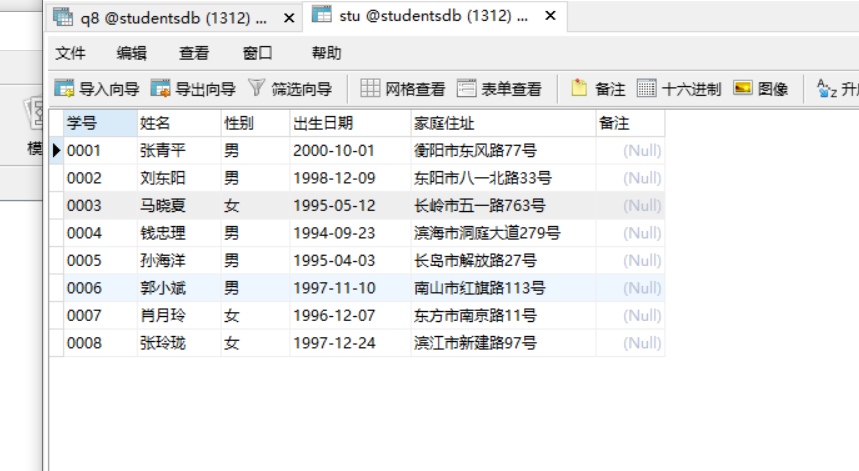 q8 @studentsdb (1312) ... × stu @studentsdb (1312) ... ×
文件 编辑 查看 窗口 帮助
导入向导 导出向导 筛选向导 网格查看 表单查看 备注 十六进制 图像 A Z 升
模
学号 姓名 性别 出生日期 家庭住址 备注
0001 张青平 男 2000-10-01 衡阳市东风路77号 (Null)
0002 刘东阳 男 1998-12-09 东阳市八一北路33号 (Null)
0003 马晓夏 女 1995-05-12 长岭市五一路763号 (Null)
0004 钱忠理 男 1994-09-23 滨海市洞庭大道279号 (Null)
0005 孙海洋 男 1995-04-03 长岛市解放路27号 (Null)
0006 郭小斌 男 1997-11-10 南山市红旗路113号 (Null)
0007 肖月玲 女 1996-12-07 东方市南京路11号 (Null)
0008 张玲珑 女 1997-12-24 滨江市新建路97号 (Null)